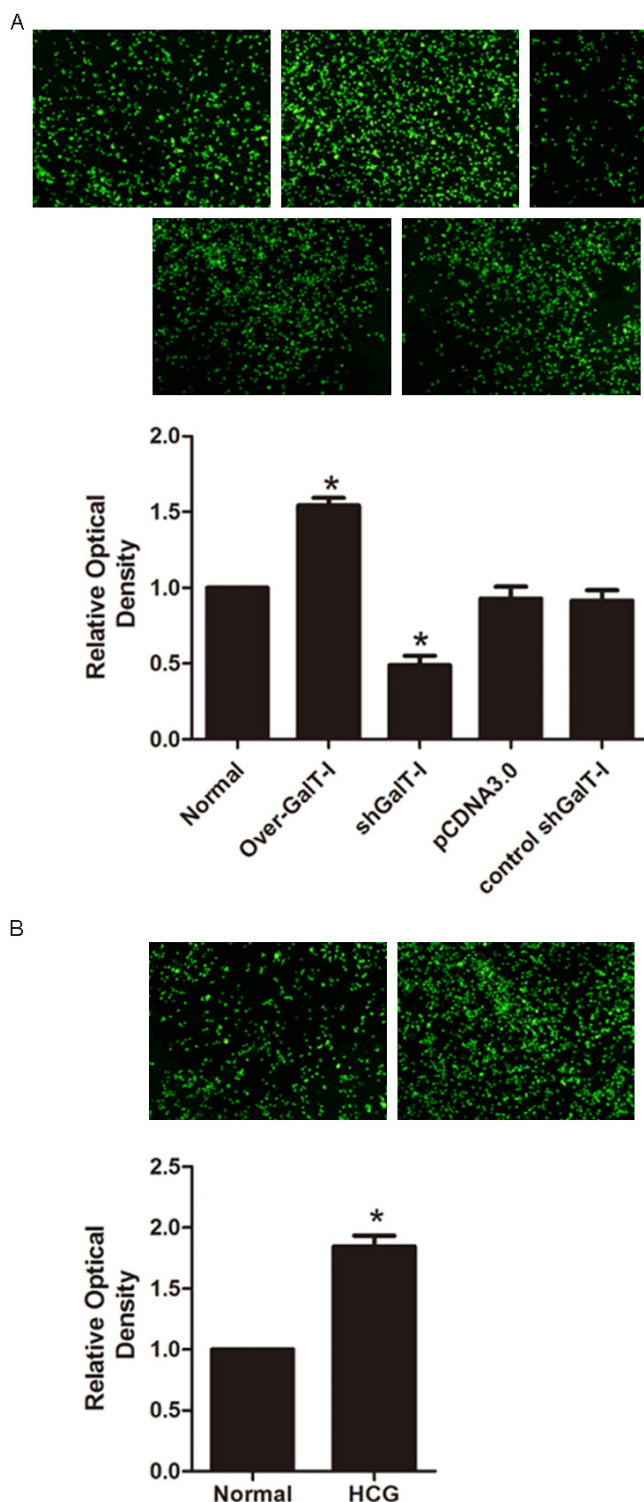 A
Relative Optical
Density
2.0
1.5
1.0
0.5
0.0
*
*
Normal
Over-GalT-I
shGalT-I
pCDNA3.0
control shGalT-I
B
Relative Optical
Density
2.5
2.0
1.5
1.0
0.5
0.0
*
Normal
HCG